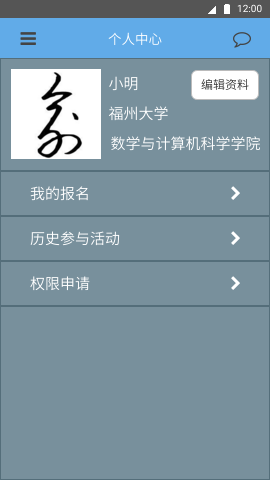 12:00
个人中心
小明
编辑资料
福州大学
数学与计算机科学学院
我的报名
历史参与活动
权限申请